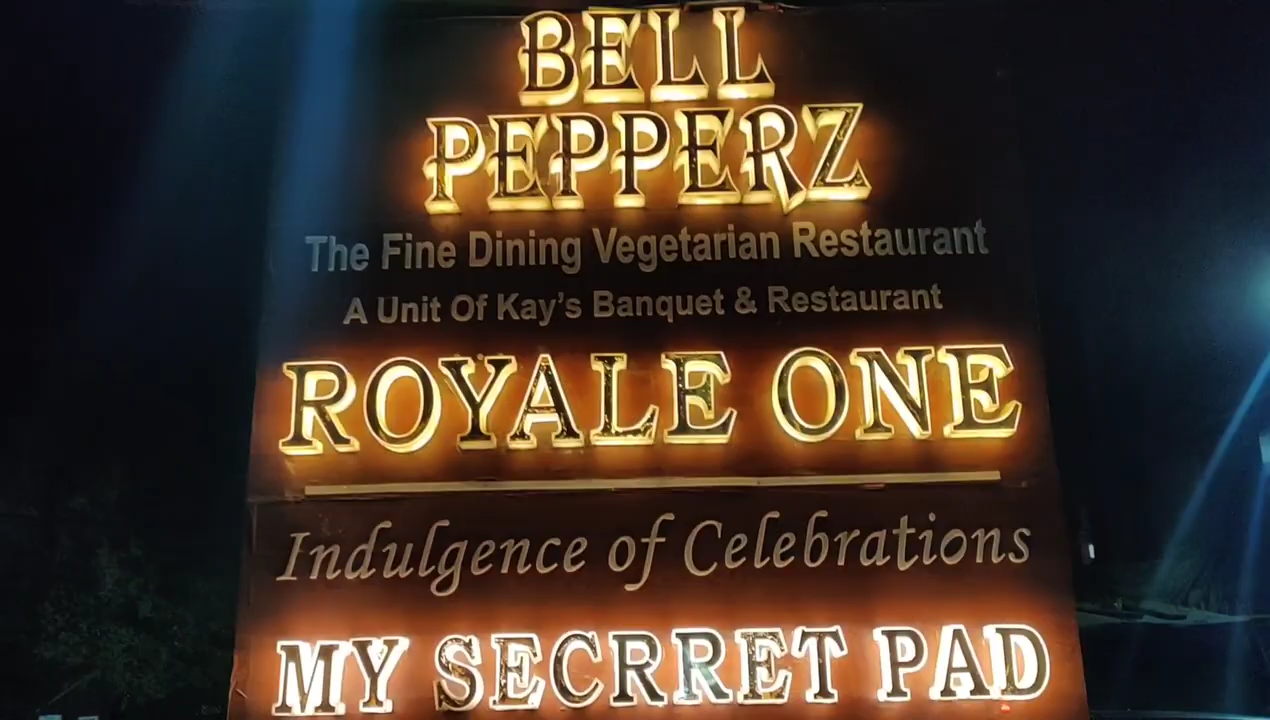 BELL
PEPPERZ
The Fine Dining Vegetarian Restaurant
A Unit Of Kay's Banquet & Restaurant
ROYALE ONE
Indulgence of Celebrations
MY SECRRET PAD